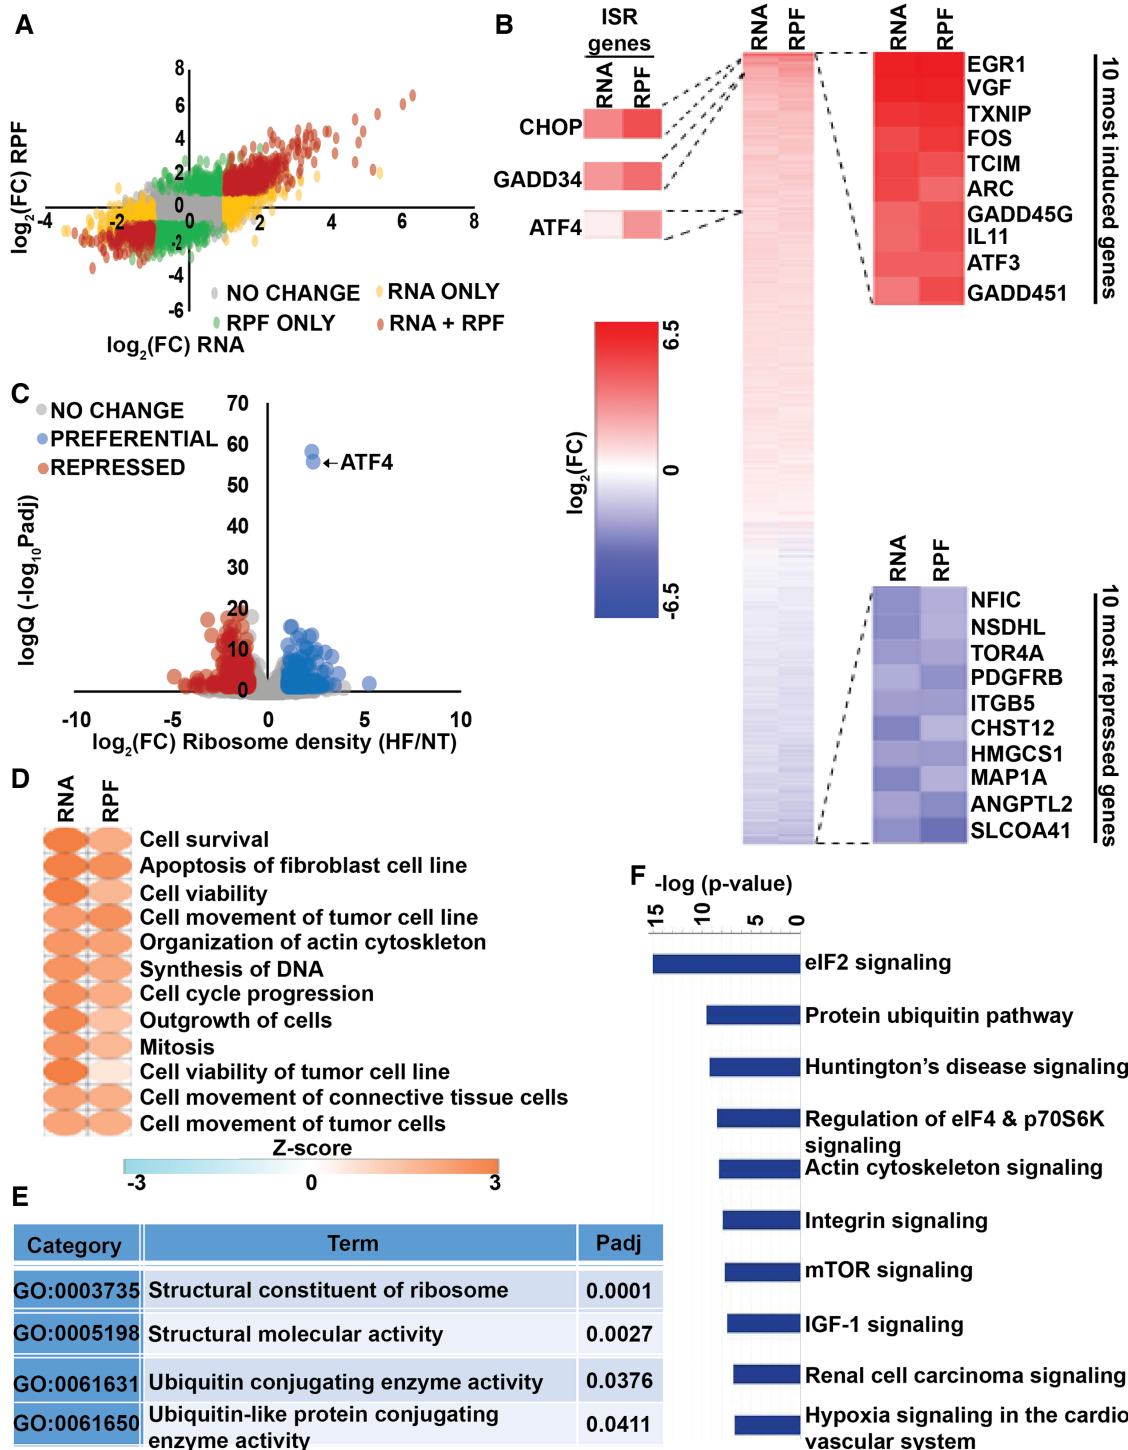 A
8
6
4
2
0
-2
-4
-6
-4
-2
0
2
4
6
8
log2(FC) RPF
NO CHANGE
RNA ONLY
RPF ONLY
RNA + RPF
log2(FC) RNA
B
ISR
genes
RNA
RPF
CHOP
GADD34
ATF4
RNA
RPF
RNA
RPF
EGR1
VGF
TXNIP
FOS
TCIM
ARC
GADD45G
IL11
ATF3
GADD451
10 most induced genes
6.5
0
-6.5
log2(FC)
RNA
RPF
NFIC
NSDHL
TOR4A
PDGFRB
ITGB5
CHST12
HMGCS1
MAP1A
ANGPTL2
SLCOA41
10 most repressed genes
C
NO CHANGE
PREFERENTIAL
REPRESSED
70
60
50
40
30
20
10
0
ATF4
logQ (-log10Padj)
-10
-5
0
5
10
log2(FC) Ribosome density (HF/NT)
D
RNA
RPF
Cell survival
Apoptosis of fibroblast cell line
Cell viability
Cell movement of tumor cell line
Organization of actin cytoskleton
Synthesis of DNA
Cell cycle progression
Outgrowth of cells
Mitosis
Cell viability of tumor cell line
Cell movement of connective tissue cells
Cell movement of tumor cells
Z-score
-3
0
3
E
Category Term Padj
GO:0003735 Structural constituent of ribosome 0.0001
GO:0005198 Structural molecular activity 0.0027
GO:0061631 Ubiquitin conjugating enzyme activity 0.0376
GO:0061650 Ubiquitin-like protein conjugating
enzyme activity 0.0411
F
-log (p-value)
15
10
5
0
eIF2 signaling
Protein ubiquitin pathway
Huntington's disease signaling
Regulation of eIF4 & p70S6K
signaling
Actin cytoskeleton signaling
Integrin signaling
mTOR signaling
IGF-1 signaling
Renal cell carcinoma signaling
Hypoxia signaling in the cardio
vascular system